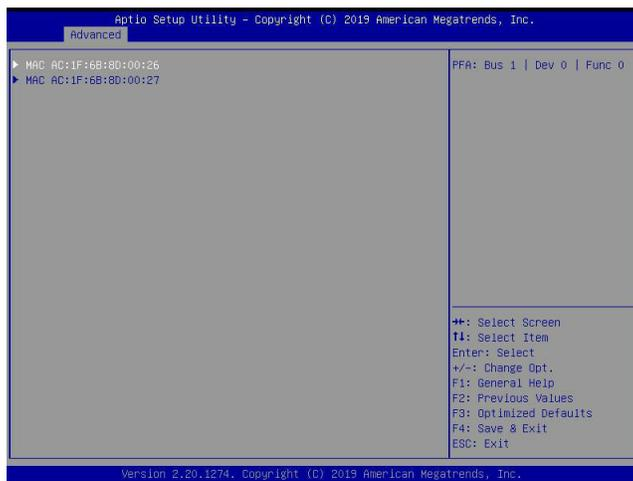 Aptio Setup Utility – Copyright (C) 2019 American Megatrends, Inc.
Advanced
▶ MAC AC:1F:6B:8D:00:26
▶ MAC AC:1F:6B:8D:00:27
PFA: Bus 1 | Dev 0 | Func 0
→←: Select Screen
↑↓: Select Item
Enter: Select
+/-: Change Opt.
F1: General Help
F2: Previous Values
F3: Optimized Defaults
F4: Save & Exit
ESC: Exit
Version 2.20.1274. Copyright (C) 2019 American Megatrends, Inc.